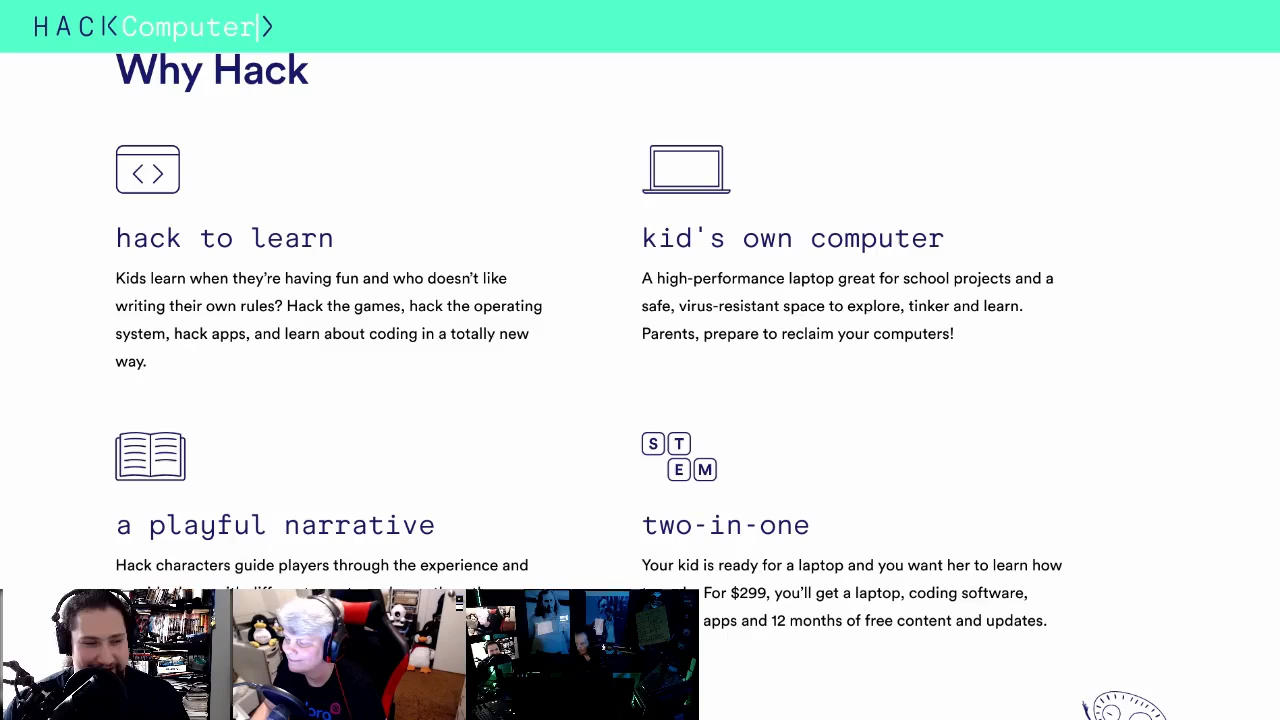 HACK Computer
Why Hack
hack to learn
Kids learn when they're having fun and who doesn't like
writing their own rules? Hack the games, hack the operating
system, hack apps, and learn about coding in a totally new
way.
kid's own computer
A high-performance laptop great for school projects and a
safe, virus-resistant space to explore, tinker and learn.
Parents, prepare to reclaim your computers!
a playful narrative
Hack characters guide players through the experience and
S T
E M
two-in-one
Your kid is ready for a laptop and you want her to learn how
For $299, you'll get a laptop, coding software,
apps and 12 months of free content and updates.